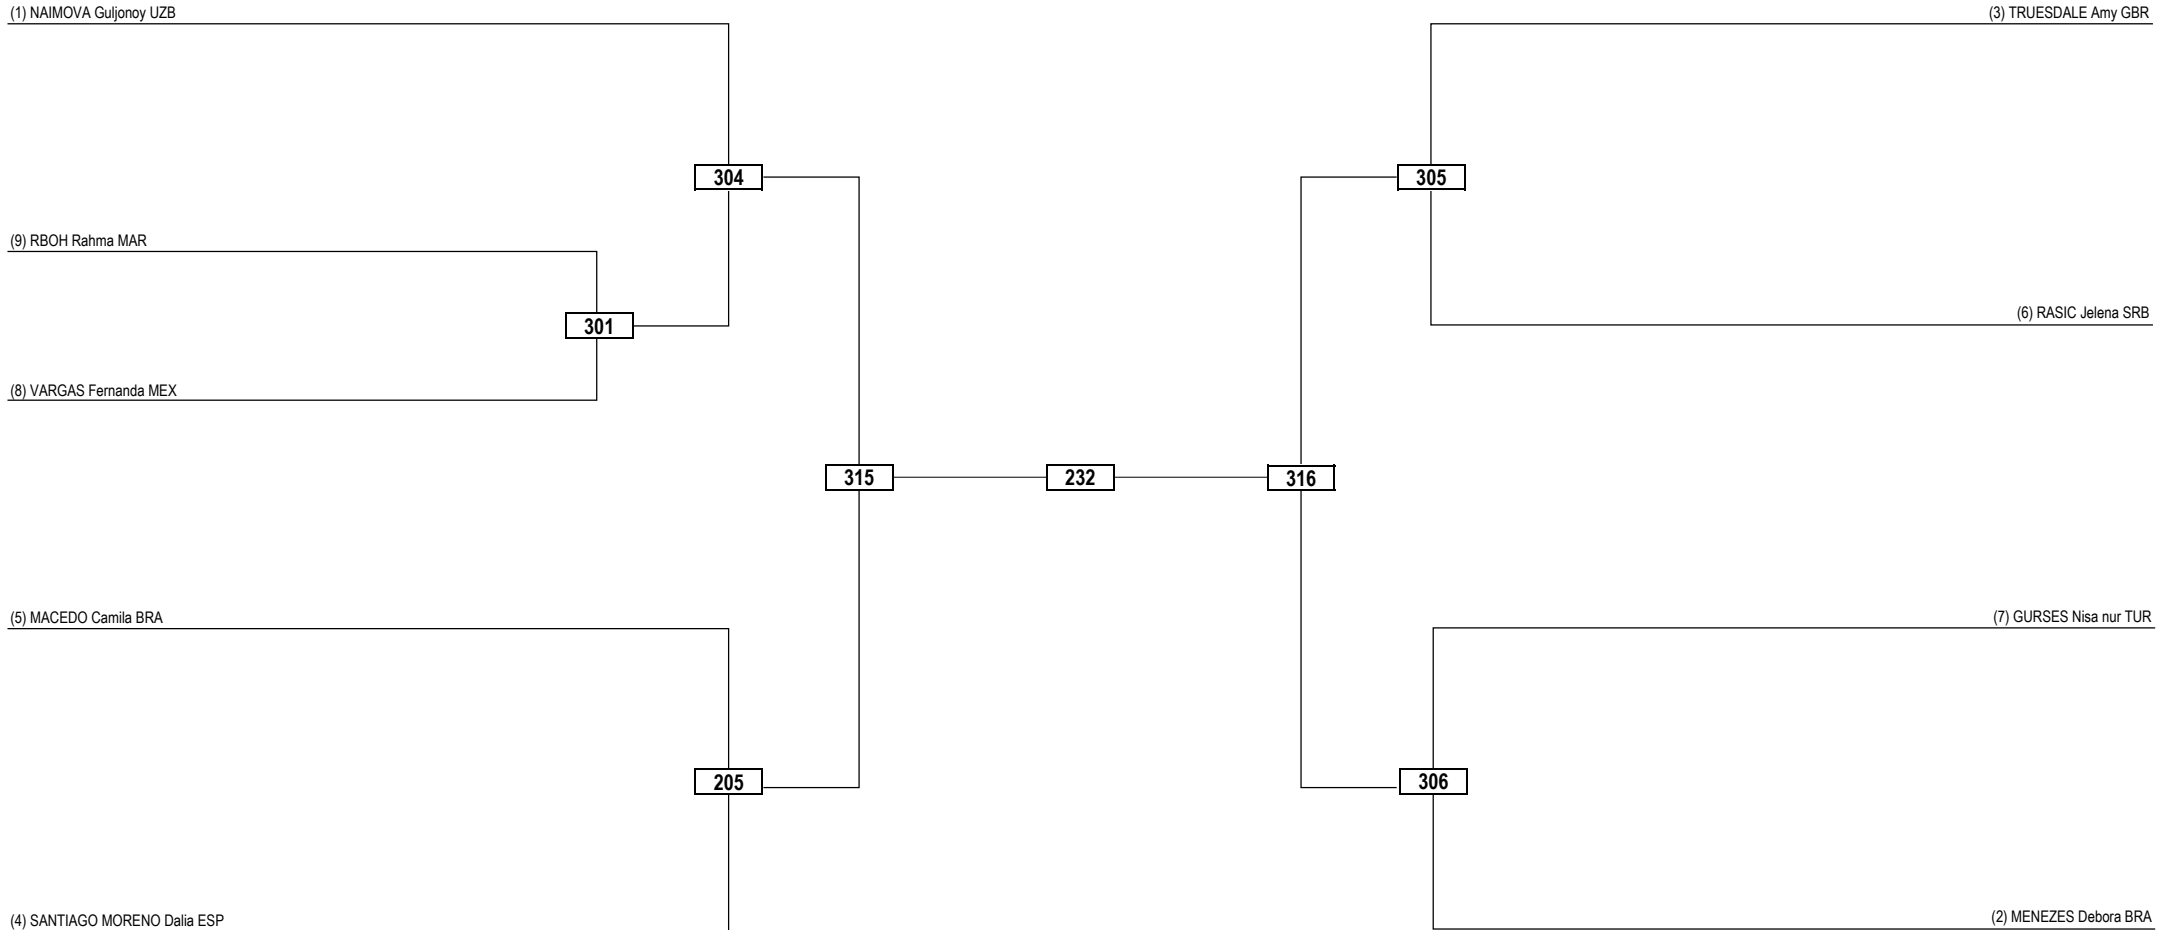 (1) NAIMOVA Guljonoy UZB
(3) TRUESDALE Amy GBR
304
305
(9) RBOH Rahma MAR
(6) RASIC Jelena SRB
301
(8) VARGAS Fernanda MEX
315
232
316
(5) MACEDO Camila BRA
(7) GURSES Nisa nur TUR
205
306
(4) SANTIAGO MORENO Dalia ESP
(2) MENEZES Debora BRA